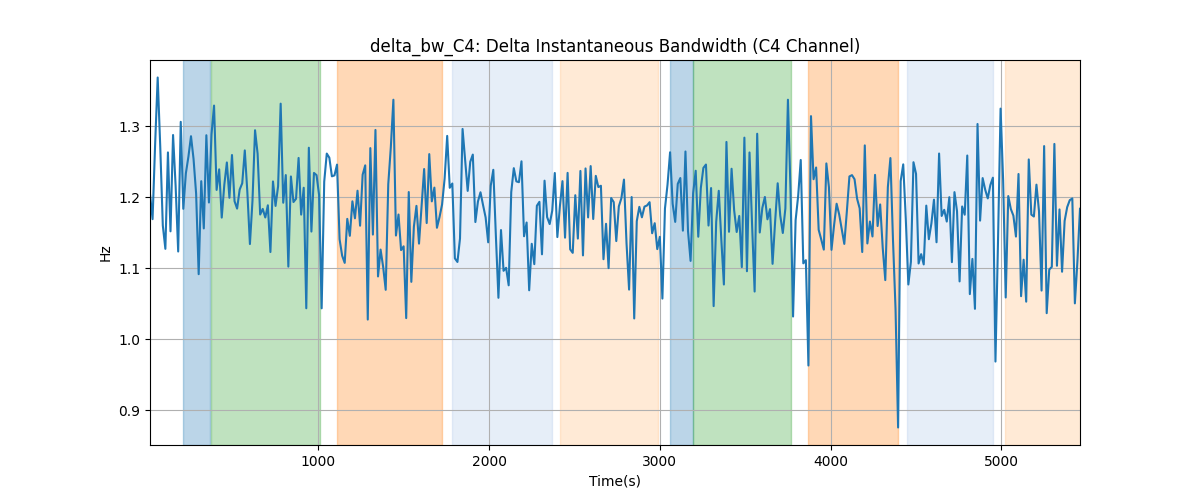 delta_bw_C4: Delta Instantaneous Bandwidth (C4 Channel)
Hz
1.3
1.2
1.1
1.0
0.9
1000 2000 3000 4000 5000
Time(s)